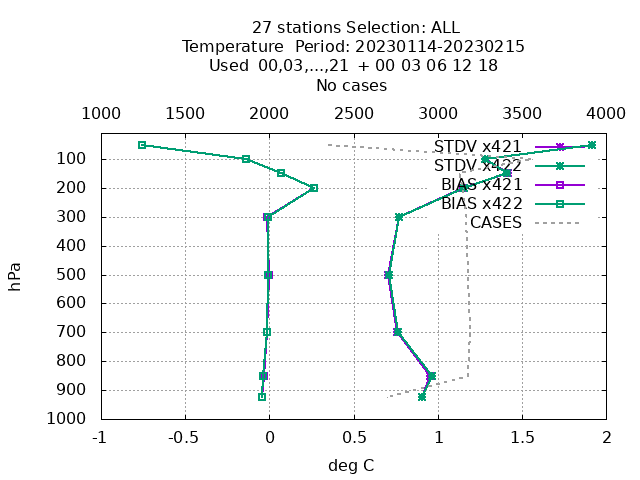 27 stations Selection: ALL
Temperature  Period: 20230114-20230215
Used  00,03,...,21  + 00 03 06 12 18
No cases
1000 1500 2000 2500 3000 3500 4000
STDV x421
STDV x422
BIAS x421
BIAS x422
CASES
100
200
300
400
500
600
700
800
900
1000
hPa
-1 -0.5 0 0.5 1 1.5 2
deg C